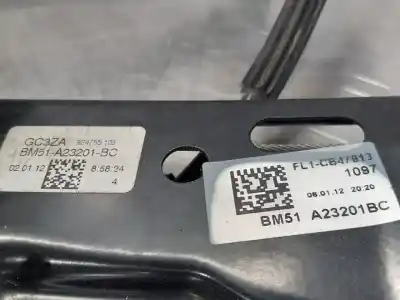 GC3ZA
BM51-A23201-BC
02.01.12 8:58:34
4
FL1-CB4/813
1097
06.01.12 20:20
BM51 A23201BC